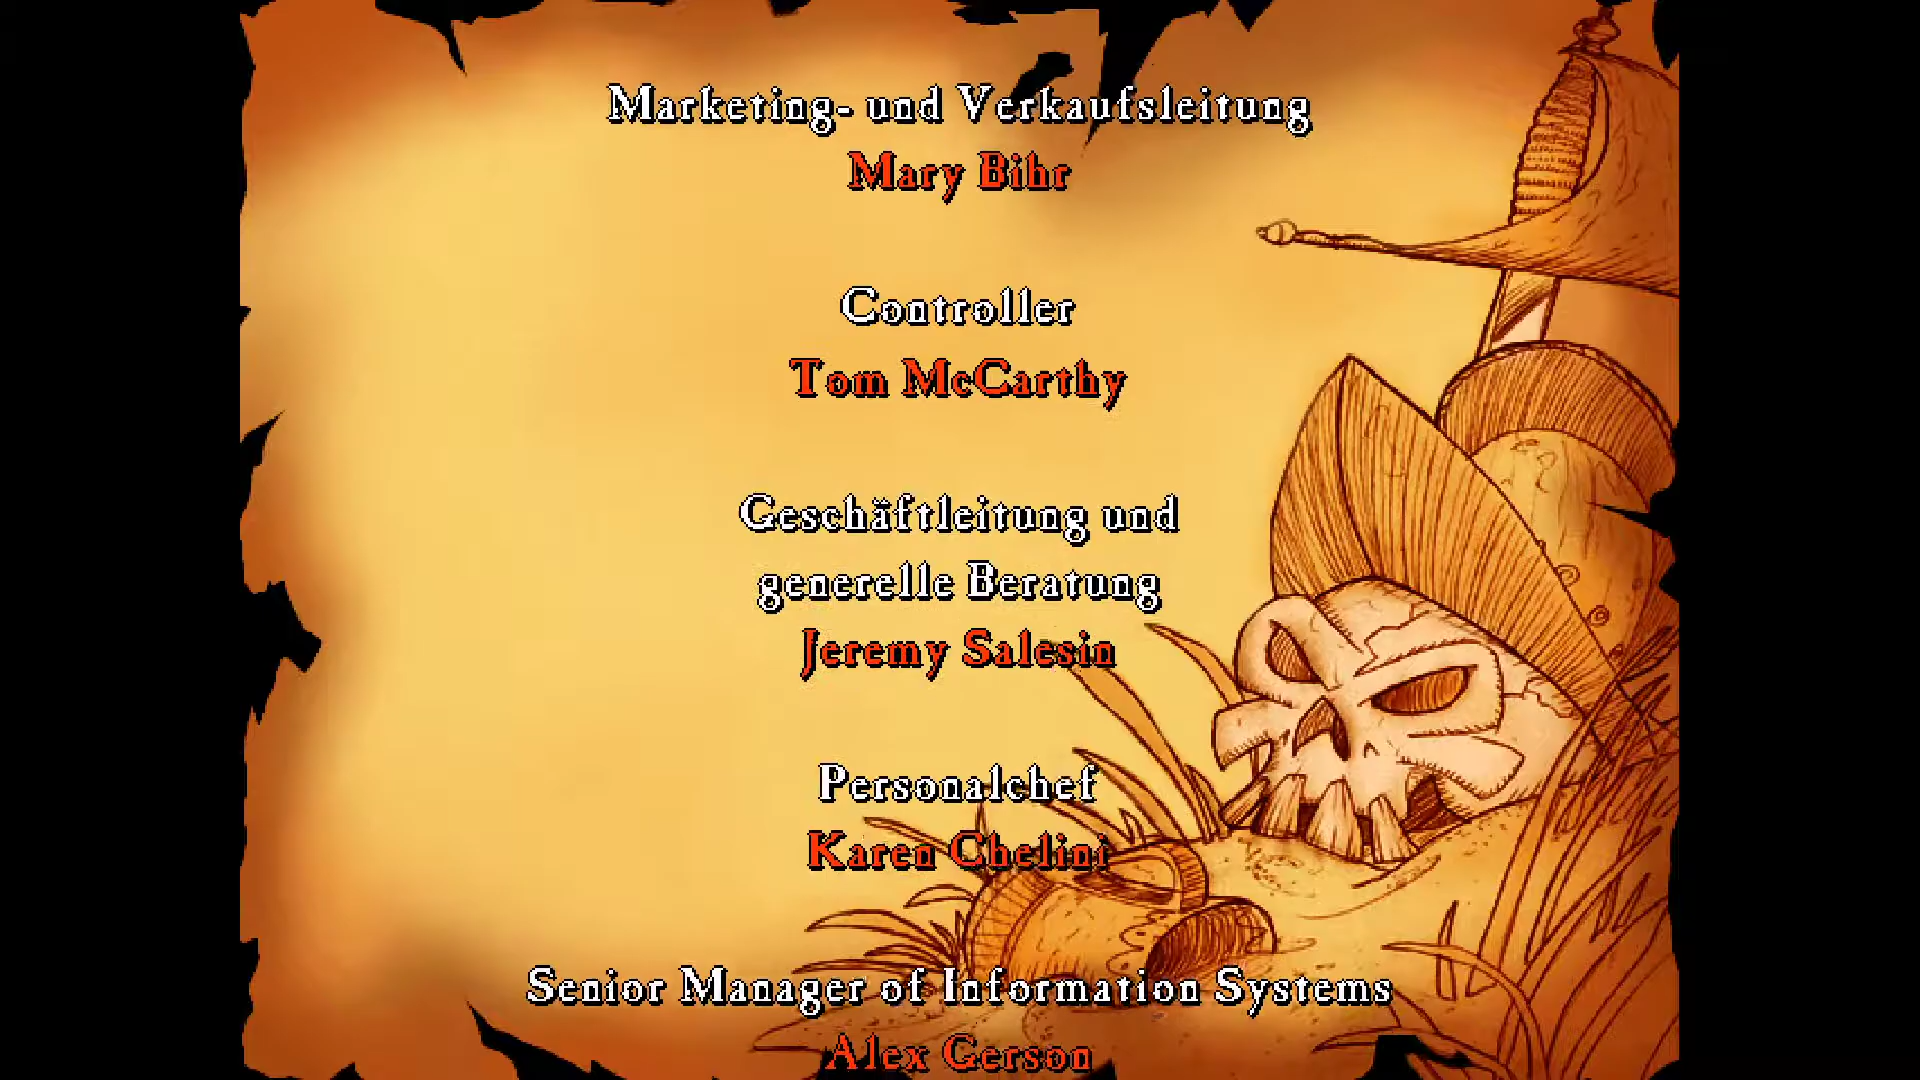 Marketing- und Verkaufsleitung
Mary Bihr
Controller
Tom McCarthy
Geschäftleitung und
generelle Beratung
Jeremy Salesin
Personalchef
Karen Chelini
Senior Manager of Information Systems
Alex Gerson